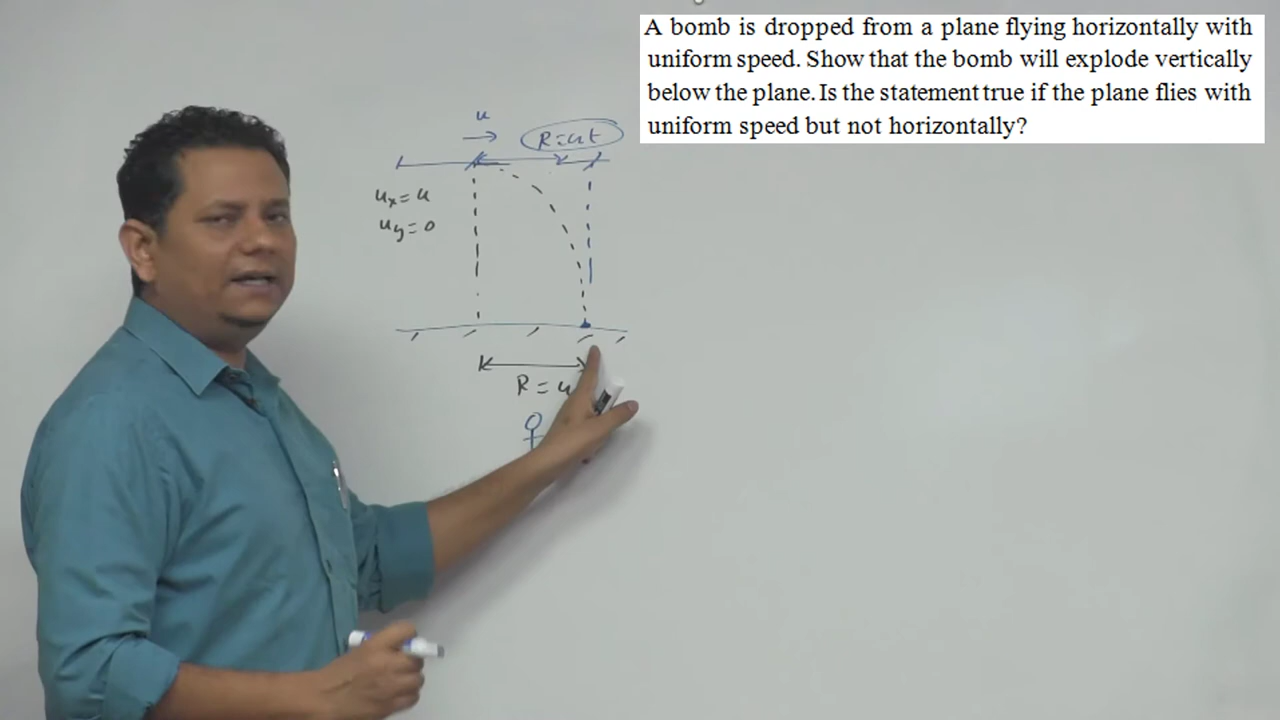 A bomb is dropped from a plane flying horizontally with
uniform speed. Show that the bomb will explode vertically
below the plane. Is the statement true if the plane flies with
uniform speed but not horizontally?
u
R = ut
uₓ = u
uᵧ = 0
R = u